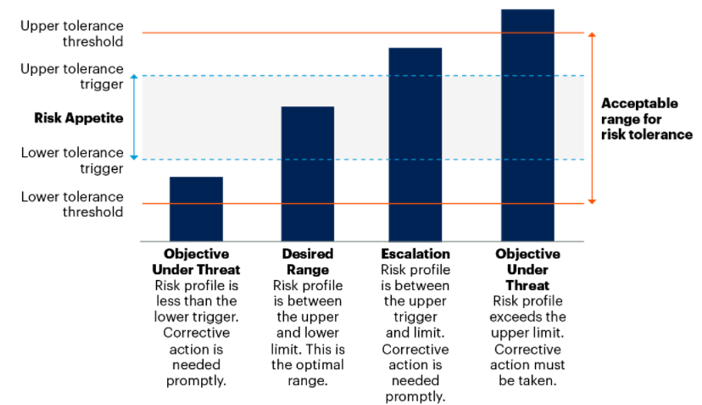 Upper tolerance
threshold
Upper tolerance
trigger
Risk Appetite
Lower tolerance
trigger
Lower tolerance
threshold
Acceptable
range for
risk tolerance
Objective
Under Threat
Risk profile is
less than the
lower trigger.
Corrective
action is
needed
promptly.
Desired
Range
Risk profile
is between
the upper
and lower
limit. This is
the optimal
range.
Escalation
Risk profile
is between
the upper
trigger
and limit.
Corrective
action is
needed
promptly.
Objective
Under
Threat
Risk profile
exceeds the
upper limit.
Corrective
action must
be taken.